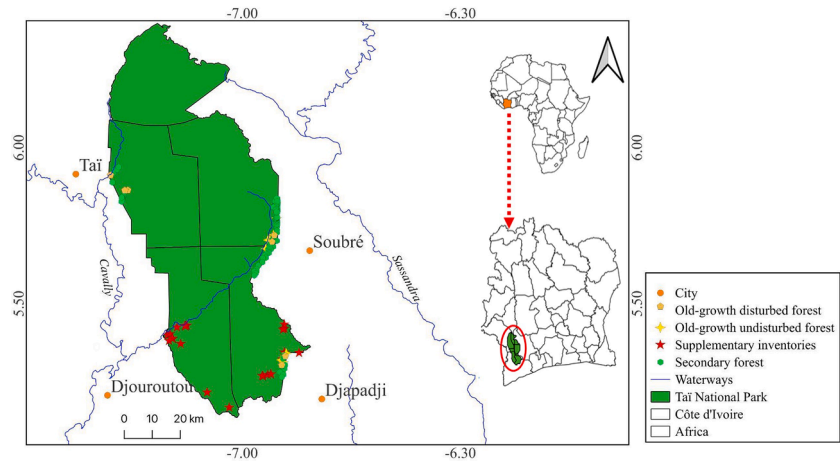 -7.00
-6.30
6.00
6.00
Taï
Soubré
Cavally
Sassandra
5.50
5.50
Djouroutou
Djapadji
0 10 20 km
-7.00
-6.30
City
Old-growth disturbed forest
Old-growth undisturbed forest
Supplementary inventories
Secondary forest
Waterways
Taï National Park
Côte d'Ivoire
Africa